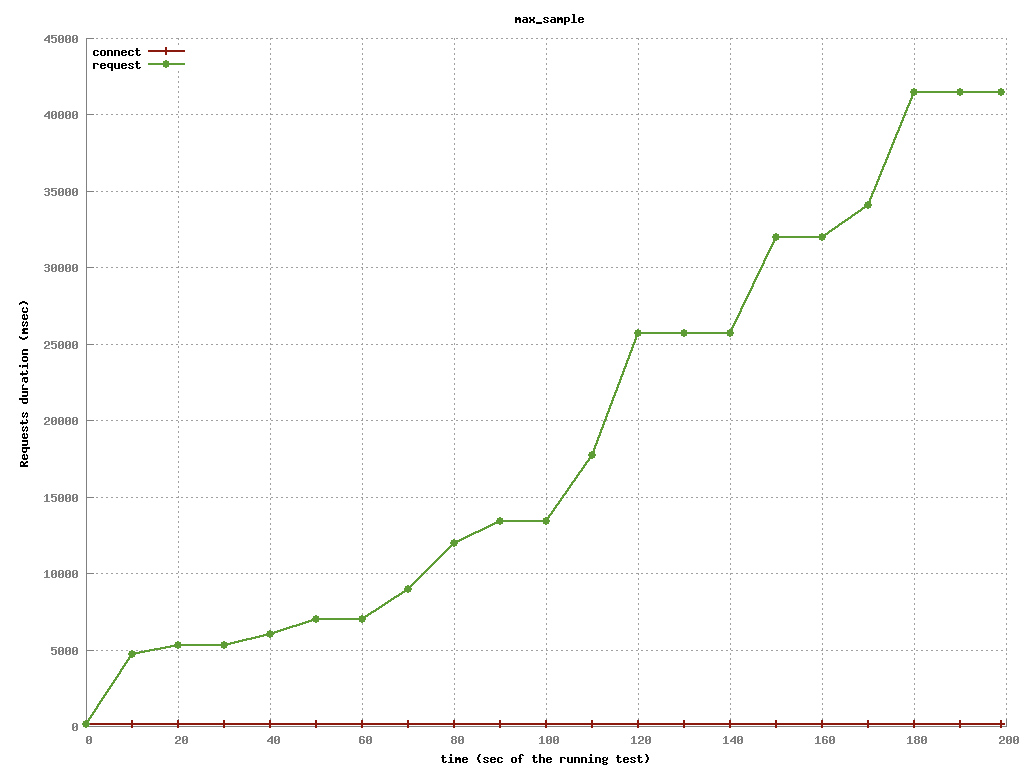 max_sample
connect
request
45000
40000
35000
30000
25000
20000
15000
10000
5000
0
Requests duration (msec)
0 20 40 60 80 100 120 140 160 180 200
time (sec of the running test)